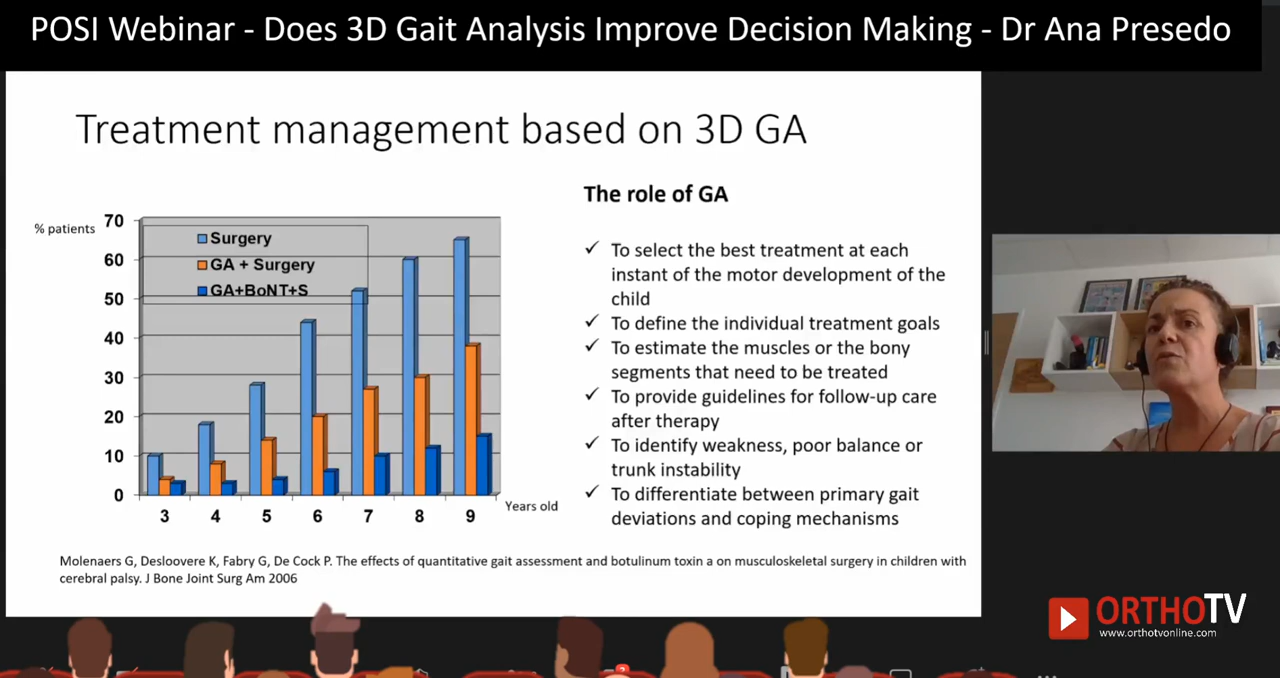 POSI Webinar - Does 3D Gait Analysis Improve Decision Making - Dr Ana Presedo
Treatment management based on 3D GA
% patients
70
60
50
40
30
20
10
0
Surgery
GA + Surgery
GA+BoNT+S
3 4 5 6 7 8 9
Years old
The role of GA
✓ To select the best treatment at each
instant of the motor development of the
child
✓ To define the individual treatment goals
✓ To estimate the muscles or the bony
segments that need to be treated
✓ To provide guidelines for follow-up care
after therapy
✓ To identify weakness, poor balance or
trunk instability
✓ To differentiate between primary gait
deviations and coping mechanisms
Molenaers G, Desloovere K, Fabry G, De Cock P. The effects of quantitative gait assessment and botulinum toxin a on musculoskeletal surgery in children with
cerebral palsy. J Bone Joint Surg Am 2006
ORTHOTV
www.orthotvonline.com
2